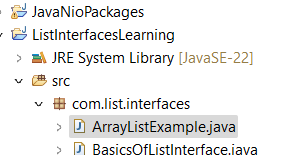 JavaNioPackages
ListInterfacesLearning
JRE System Library [JavaSE-22]
src
com.list.interfaces
ArrayListExample.java
BasicsOfListInterface.java